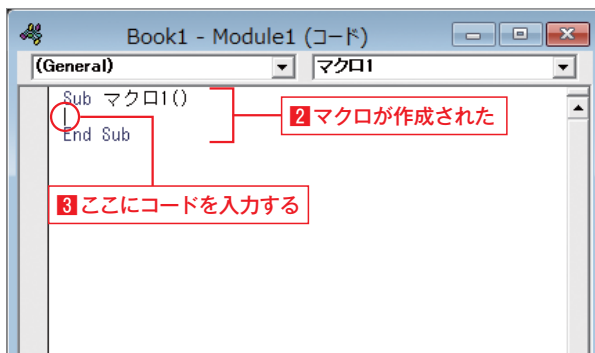 Book1 - Module1 (コード)
(General)
マクロ1
Sub マクロ1()
2 マクロが作成された
End Sub
3 ここにコードを入力する